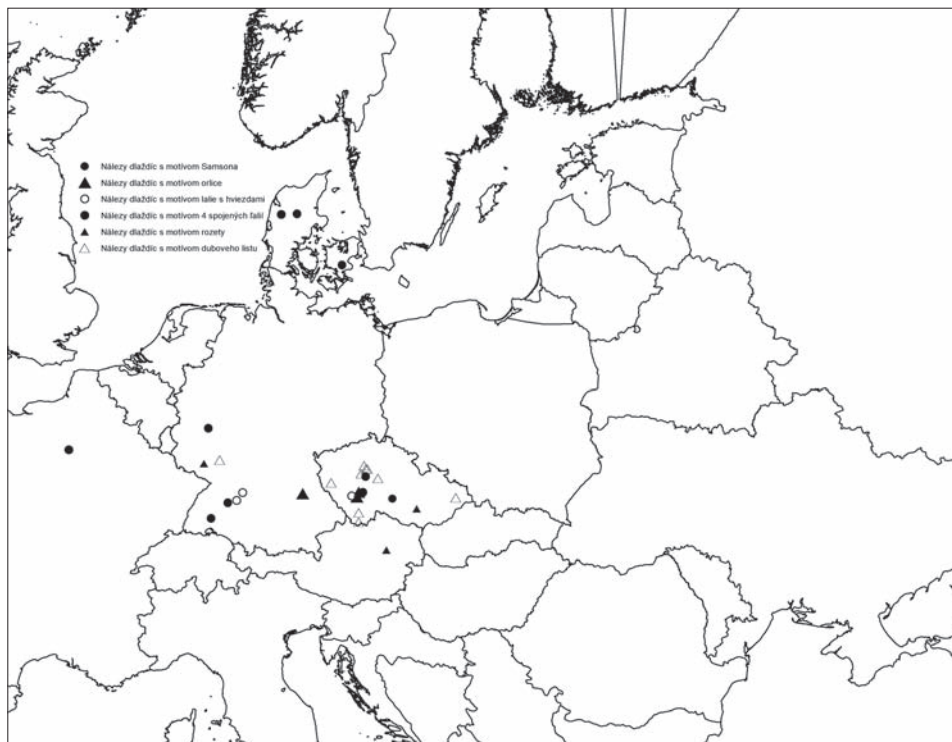 Nálezy dlaždíc s motívom Samsona
Nálezy dlaždíc s motívom orlice
Nálezy dlaždíc s motívom lalie s hviezdami
Nálezy dlaždíc s motívom 4 spojených ľalií
Nálezy dlaždíc s motívom rozety
Nálezy dlaždíc s motívom dubového listu